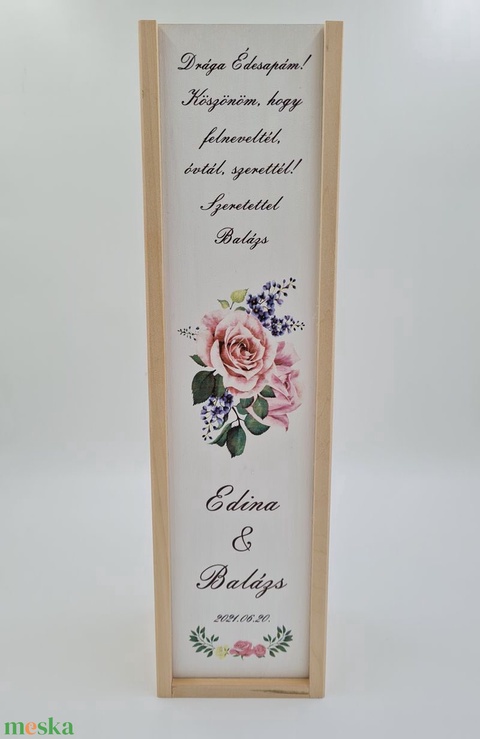 Drága Édesapám!
Köszönöm, hogy
felneveltél,
óvtál, szerettél!
Szeretettel
Balázs
Edina
&
Balázs
2021.06.20.
meska